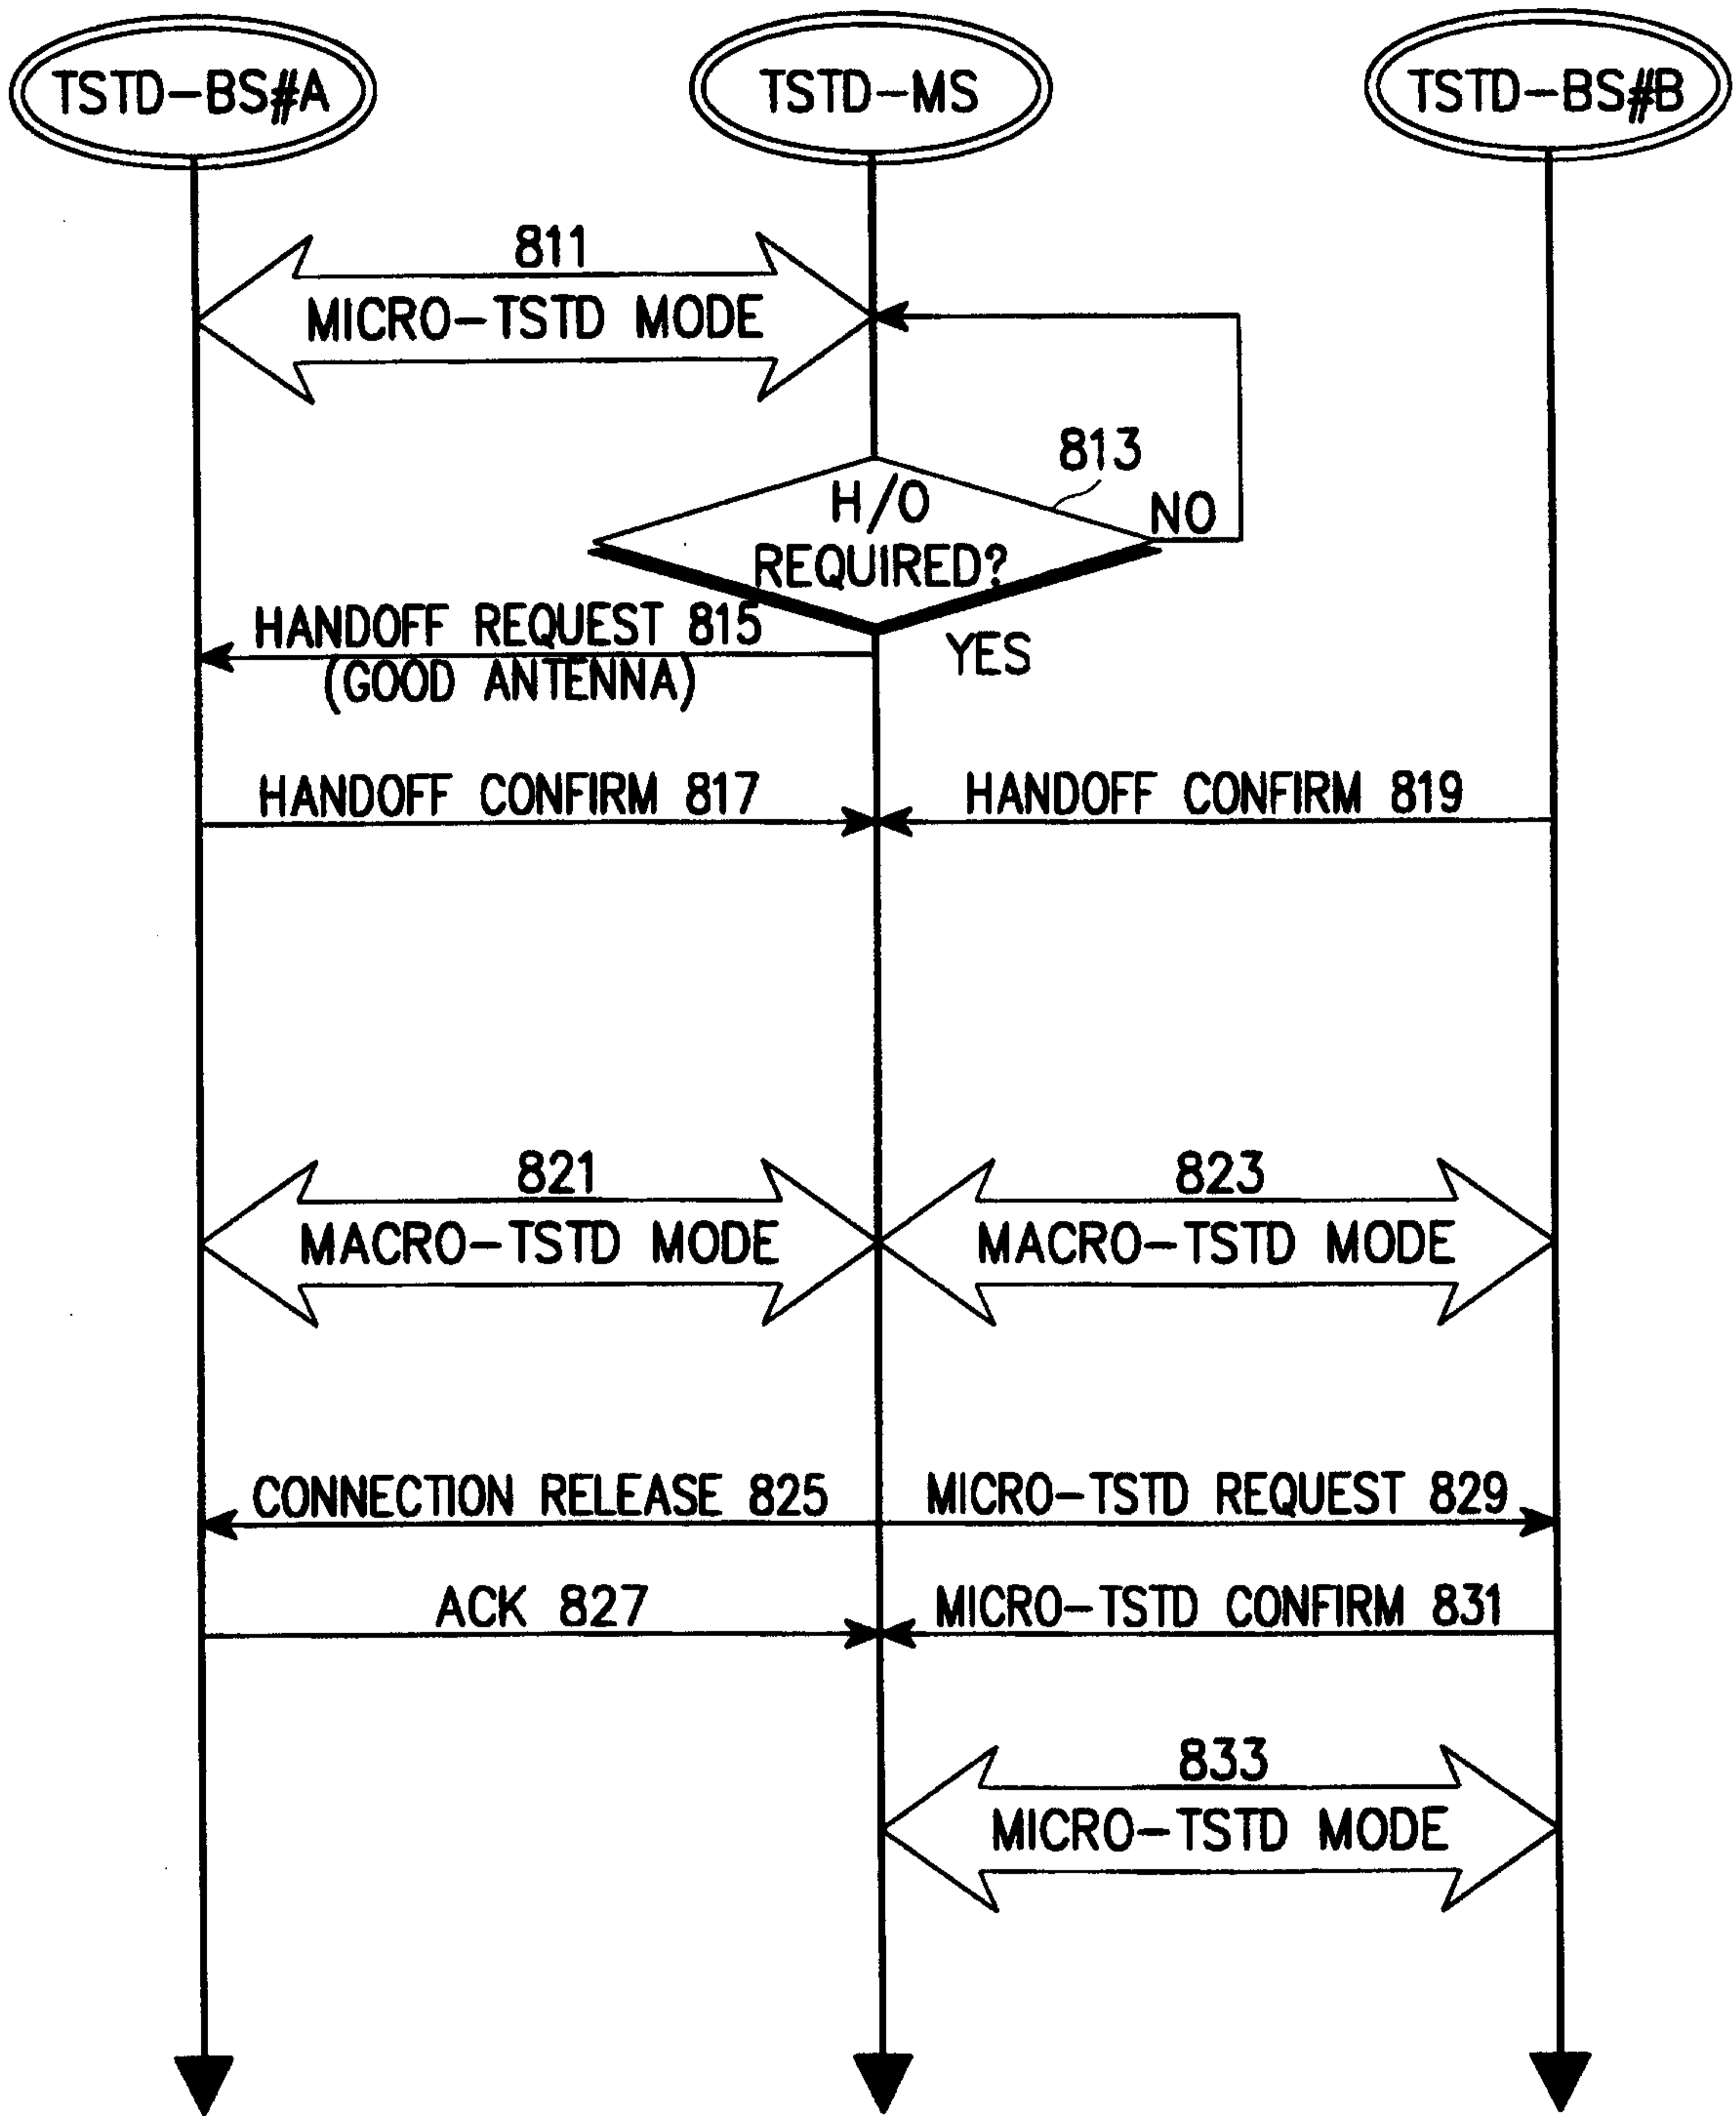 TSTD-BS#A
TSTD-MS
TSTD-BS#B
811
MICRO-TSTD MODE
813
H/O
REQUIRED?
NO
YES
HANDOFF REQUEST 815
(GOOD ANTENNA)
HANDOFF CONFIRM 817
HANDOFF CONFIRM 819
821
MACRO-TSTD MODE
823
MACRO-TSTD MODE
CONNECTION RELEASE 825
MICRO-TSTD REQUEST 829
ACK 827
MICRO-TSTD CONFIRM 831
833
MICRO-TSTD MODE